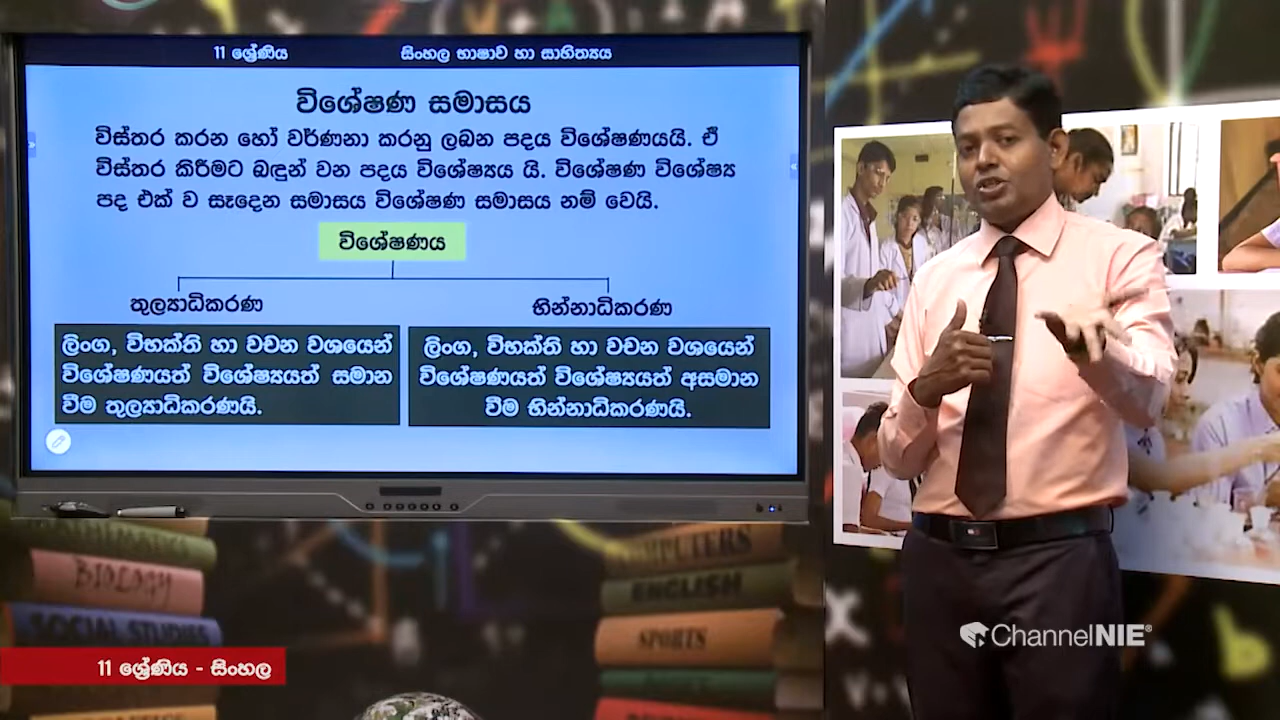 11 ශ්‍රේණිය
සිංහල භාෂාව හා සාහිත්‍යය
විශේෂණ සමාසය
විස්තර කරන හෝ වර්ණනා කරනු ලබන පදය විශේෂණයයි. ඒ
විස්තර කිරීමට බඳුන් වන පදය විශේෂ්‍යය යි. විශේෂණ විශේෂ්‍ය
පද එක් ව සෑදෙන සමාසය විශේෂණ සමාසය නම් වෙයි.
විශේෂණය
තුල්‍යාධිකරණ
ලිංග, විභක්ති හා වචන වශයෙන්
විශේෂණයත් විශේෂ්‍යයත් සමාන
වීම තුල්‍යාධිකරණයි.
භින්නාධිකරණ
ලිංග, විභක්ති හා වචන වශයෙන්
විශේෂණයත් විශේෂ්‍යයත් අසමාන
වීම භින්නාධිකරණයි.
MATHEMATICS
BIOLOGY
SOCIAL STUDIES
COMPUTERS
ENGLISH
SPORTS
ChannelNIE®
11 ශ්‍රේණිය - සිංහල